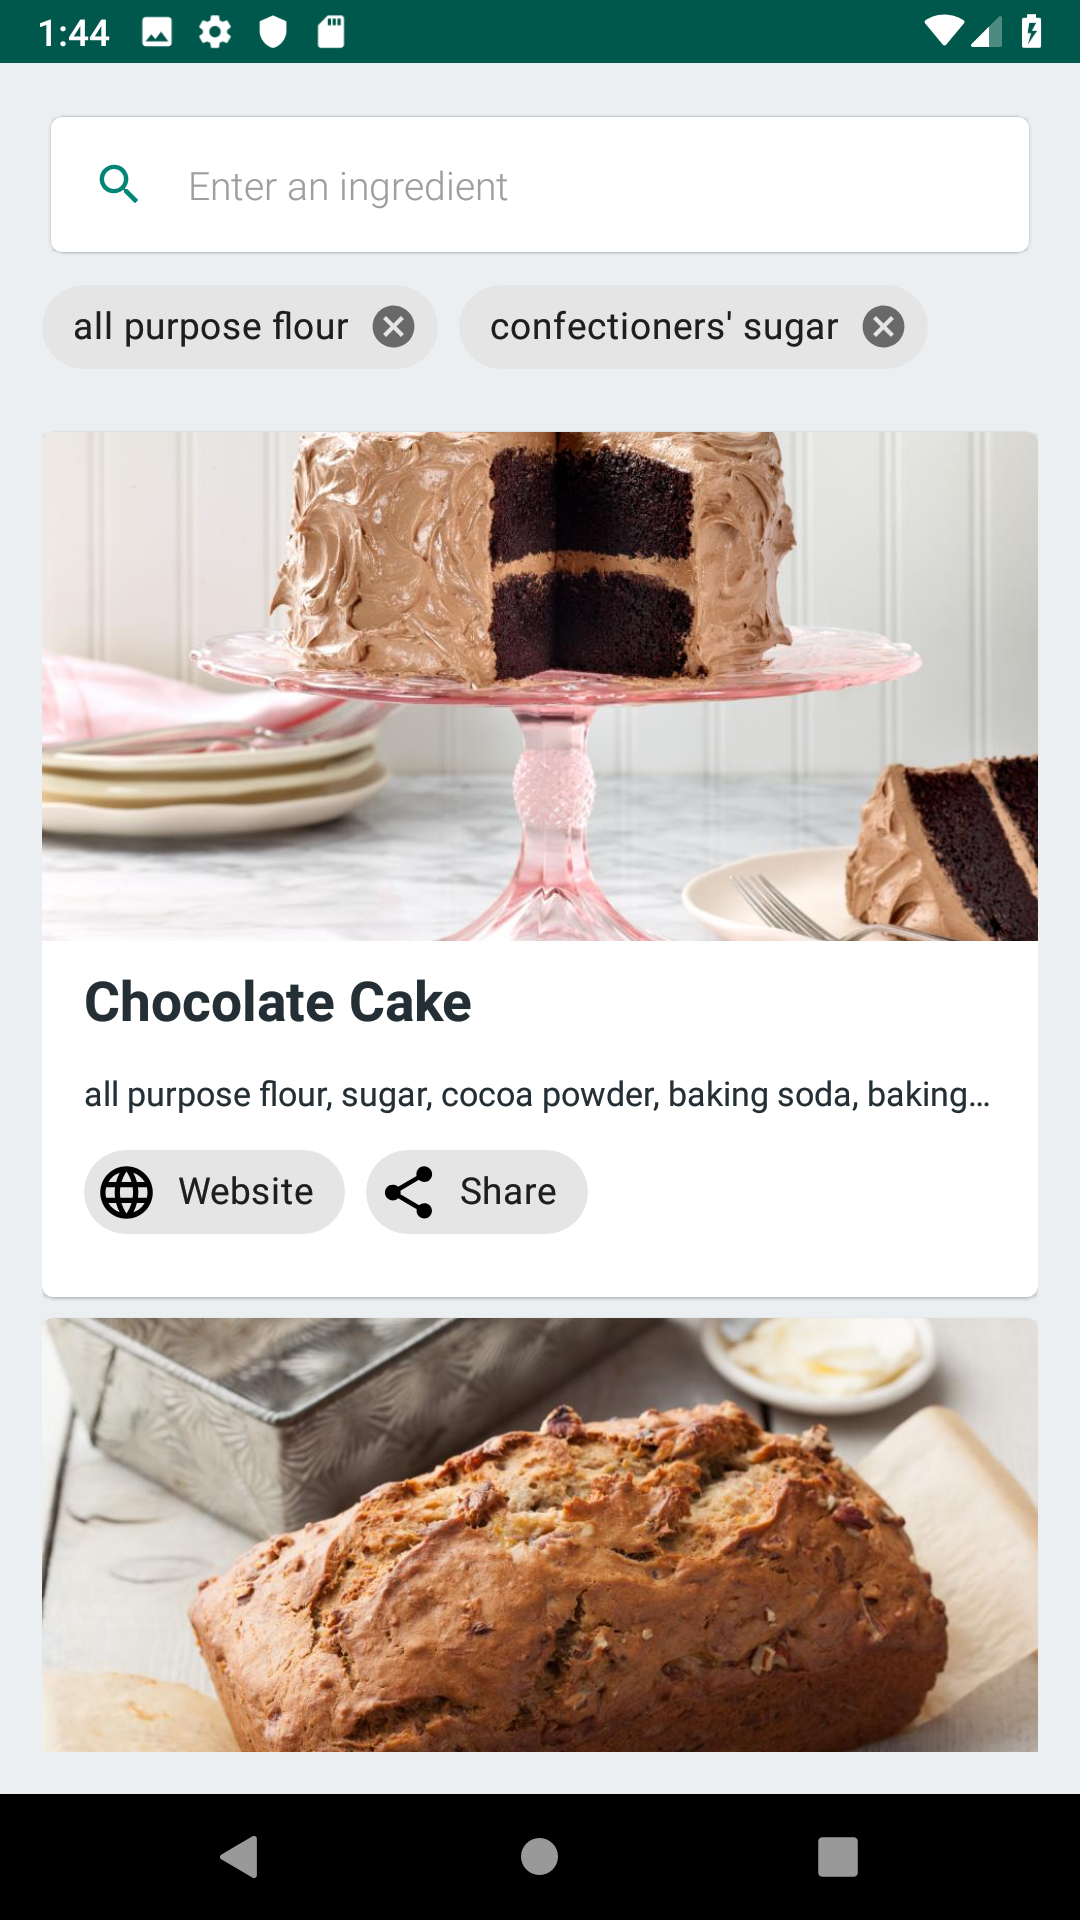 1:44
Enter an ingredient
all purpose flour
confectioners' sugar
Chocolate Cake
all purpose flour, sugar, cocoa powder, baking soda, baking...
Website
Share